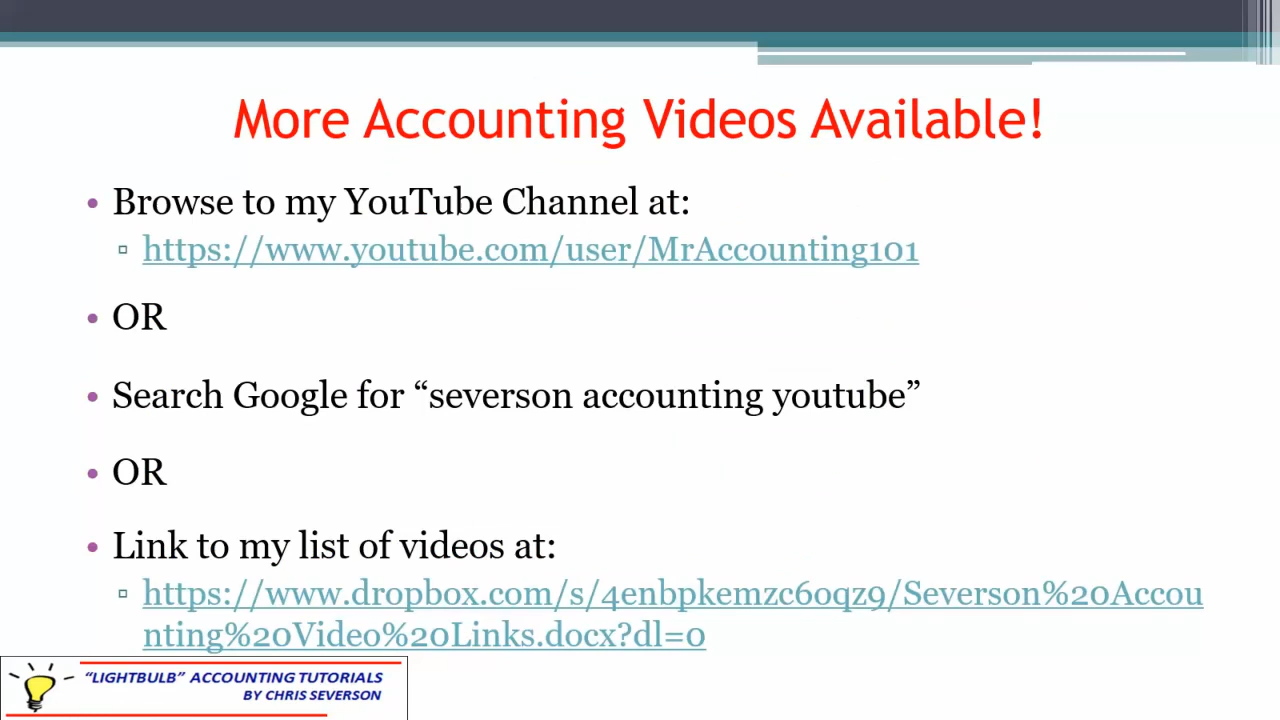 More Accounting Videos Available!
• Browse to my YouTube Channel at:
▫ https://www.youtube.com/user/MrAccounting101
• OR
• Search Google for “severson accounting youtube”
• OR
• Link to my list of videos at:
▫ https://www.dropbox.com/s/4enbpkemzc6oqz9/Severson%20Accou
nting%20Video%20Links.docx?dl=0
“LIGHTBULB” ACCOUNTING TUTORIALS
BY CHRIS SEVERSON